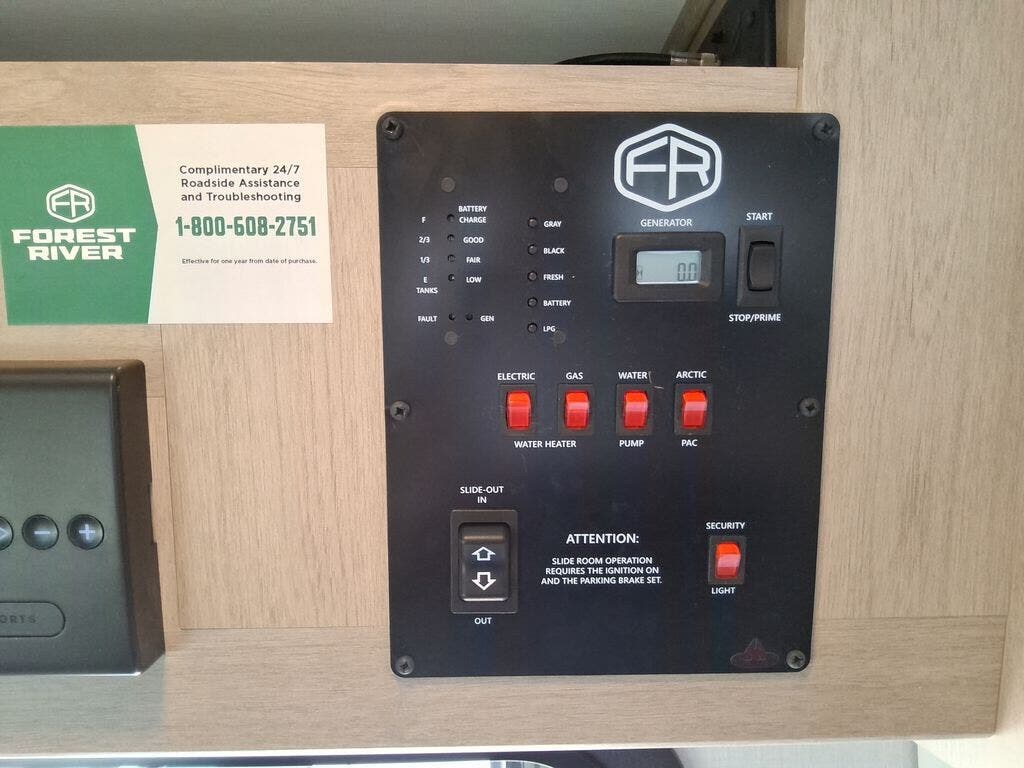 Complimentary 24/7
Roadside Assistance
and Troubleshooting
1-800-608-2751
Effective for one year from date of purchase.
FR
FOREST
RIVER
FR
BATTERY
F CHARGE
2/3 GOOD
1/3 FAIR
E LOW
TANKS
FAULT GEN
GRAY
BLACK
FRESH
BATTERY
LPG
GENERATOR
H 0.0
START
STOP/PRIME
ELECTRIC GAS WATER ARCTIC
WATER HEATER PUMP PAC
SLIDE-OUT
IN
OUT
ATTENTION:
SLIDE ROOM OPERATION
REQUIRES THE IGNITION ON
AND THE PARKING BRAKE SET.
SECURITY
LIGHT